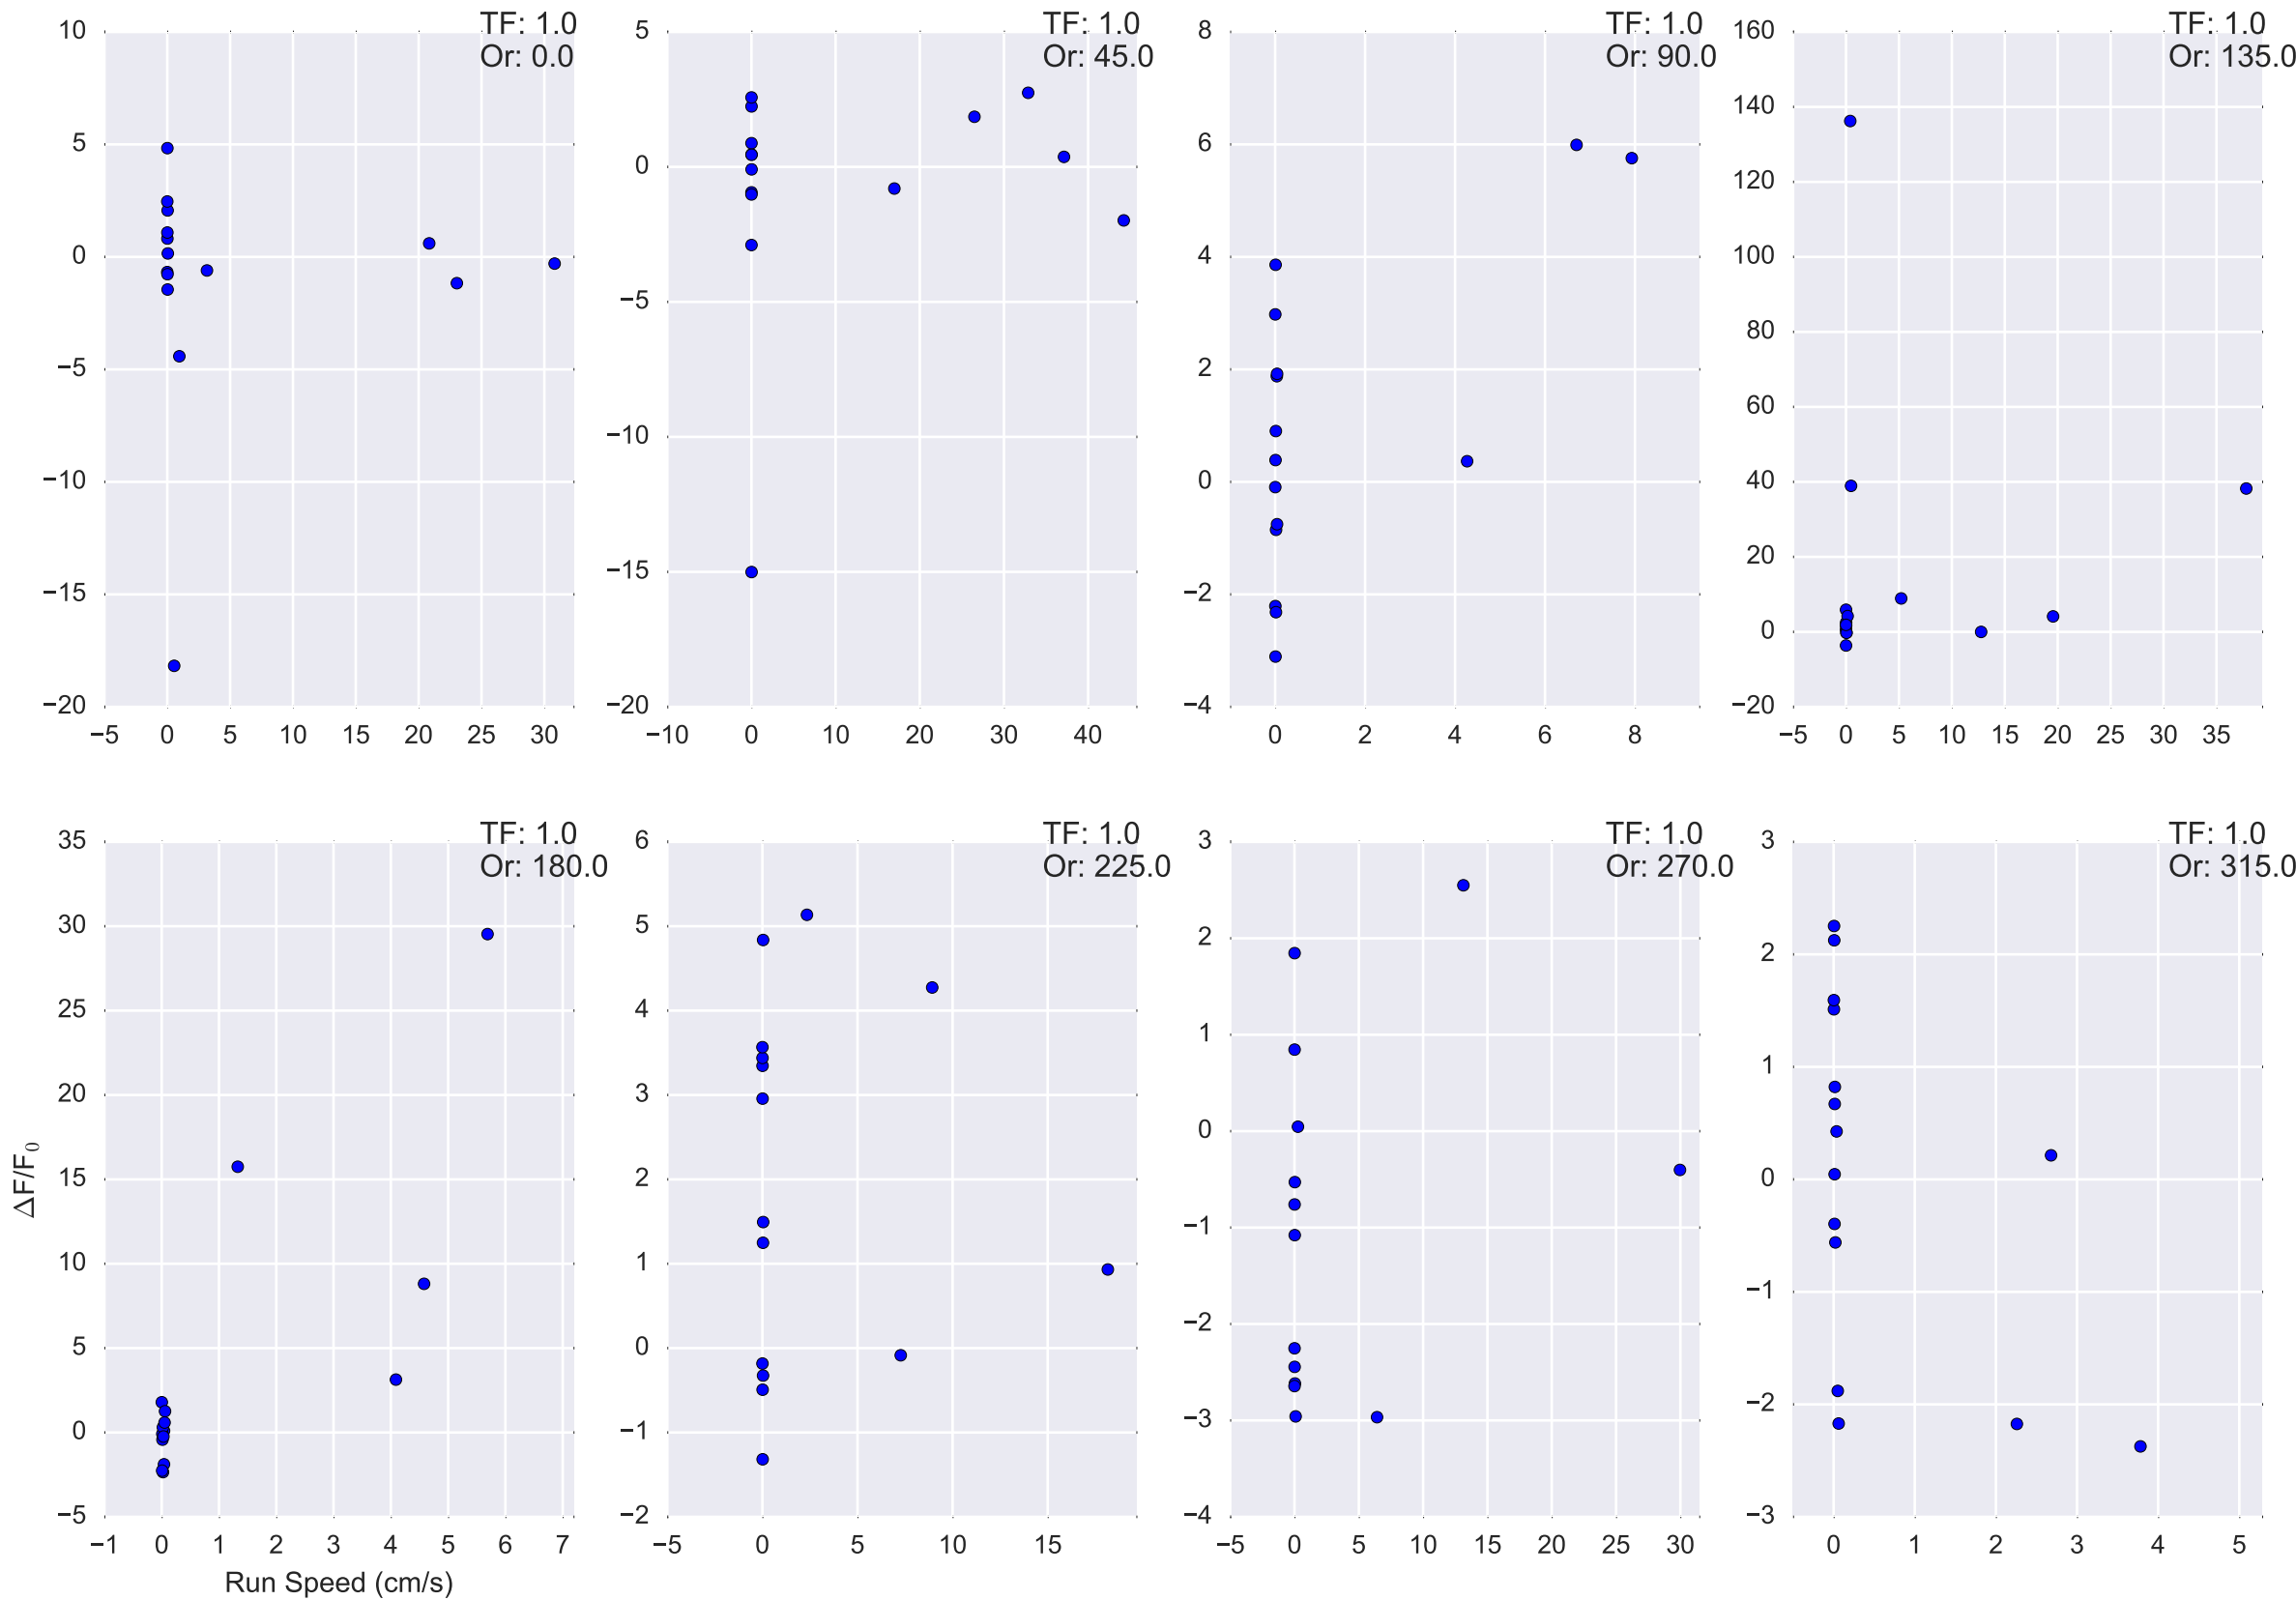 TF: 1.0
Or: 0.0
10
5
0
−5
−10
−15
−20
−5 0 5 10 15 20 25 30
TF: 1.0
Or: 45.0
5
0
−5
−10
−15
−20
−10 0 10 20 30 40
TF: 1.0
Or: 90.0
8
6
4
2
0
−2
−4
0 2 4 6 8
TF: 1.0
Or: 135.0
160
140
120
100
80
60
40
20
0
−20
−5 0 5 10 15 20 25 30 35
TF: 1.0
Or: 180.0
35
30
25
20
15
10
5
0
−5
−1 0 1 2 3 4 5 6 7
Run Speed (cm/s)
ΔF/F₀
TF: 1.0
Or: 225.0
6
5
4
3
2
1
0
−1
−2
−5 0 5 10 15
TF: 1.0
Or: 270.0
3
2
1
0
−1
−2
−3
−4
−5 0 5 10 15 20 25 30
TF: 1.0
Or: 315.0
3
2
1
0
−1
−2
−3
0 1 2 3 4 5